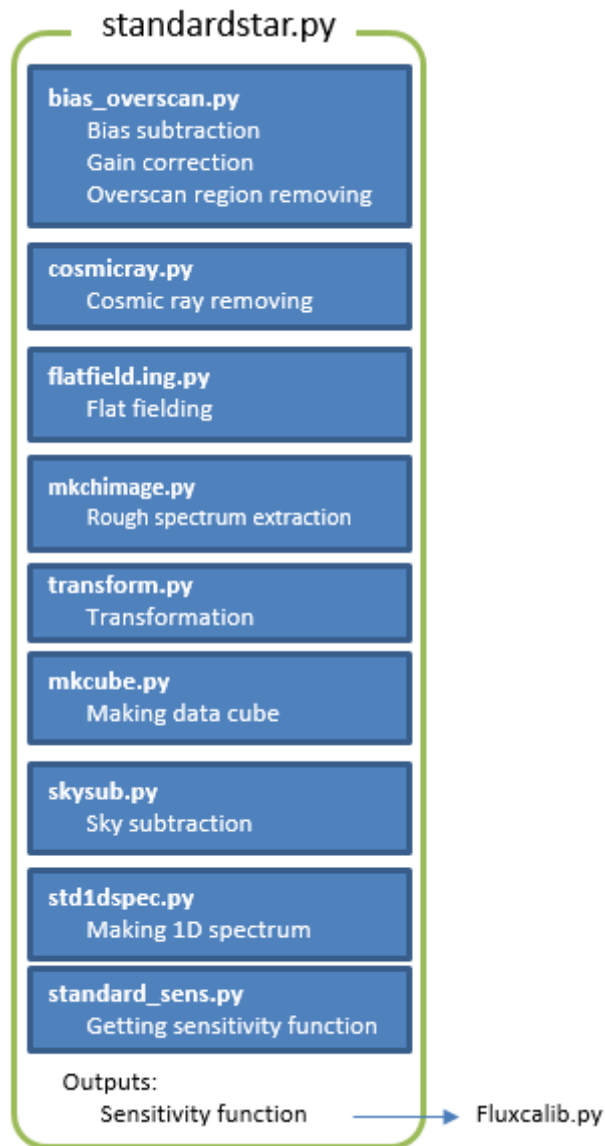 standardstar.py
bias_overscan.py
Bias subtraction
Gain correction
Overscan region removing
cosmicray.py
Cosmic ray removing
flatfield.ing.py
Flat fielding
mkchimage.py
Rough spectrum extraction
transform.py
Transformation
mkcube.py
Making data cube
skysub.py
Sky subtraction
std1dspec.py
Making 1D spectrum
standard_sens.py
Getting sensitivity function
Outputs:
Sensitivity function
Fluxcalib.py